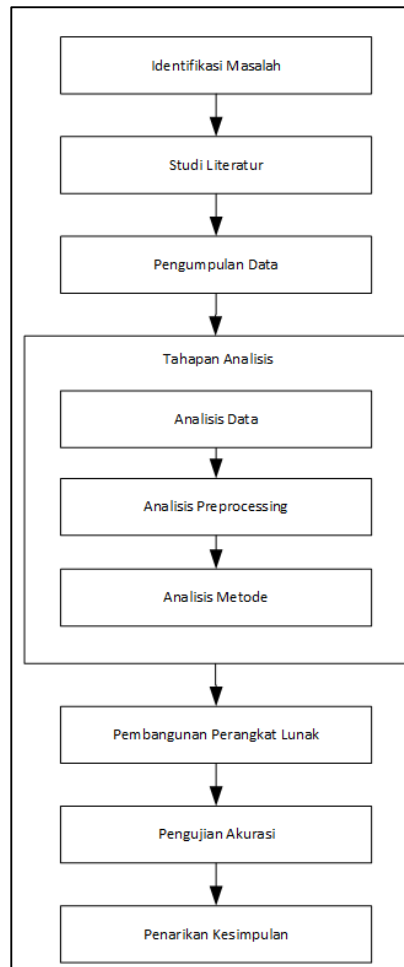 Identifikasi Masalah
Studi Literatur
Pengumpulan Data
Tahapan Analisis
Analisis Data
Analisis Preprocessing
Analisis Metode
Pembangunan Perangkat Lunak
Pengujian Akurasi
Penarikan Kesimpulan